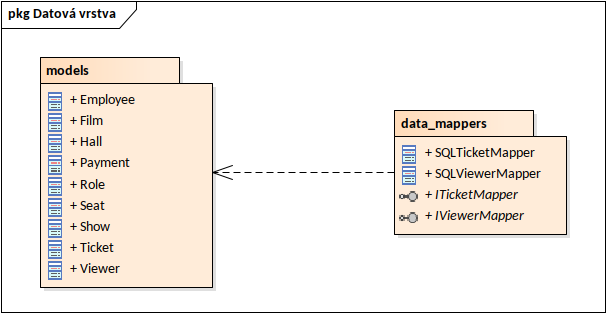 pkg Datová vrstva
models
+ Employee
+ Film
+ Hall
+ Payment
+ Role
+ Seat
+ Show
+ Ticket
+ Viewer
data_mappers
+ SQLTicketMapper
+ SQLViewerMapper
+ ITicketMapper
+ IViewerMapper